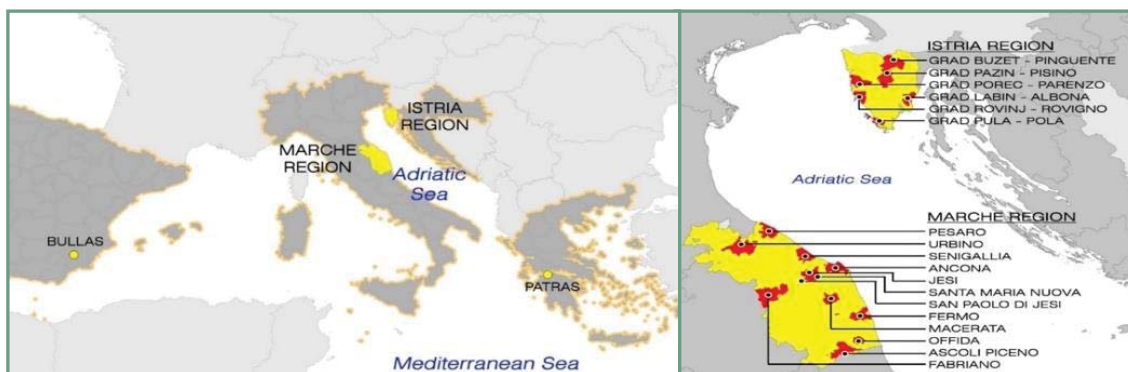 ISTRIA
REGION
MARCHE
REGION
Adriatic
Sea
BULLAS
PATRAS
Mediterranean Sea
ISTRIA REGION
GRAD BUZET - PINGUENTE
GRAD PAZIN - PISINO
GRAD POREC - PARENZO
GRAD LABIN - ALBONA
GRAD ROVINJ - ROVIGNO
GRAD PULA - POLA
Adriatic Sea
MARCHE REGION
PESARO
URBINO
SENIGALLIA
ANCONA
JESI
SANTA MARIA NUOVA
SAN PAOLO DI JESI
FERMO
MACERATA
OFFIDA
ASCOLI PICENO
FABRIANO